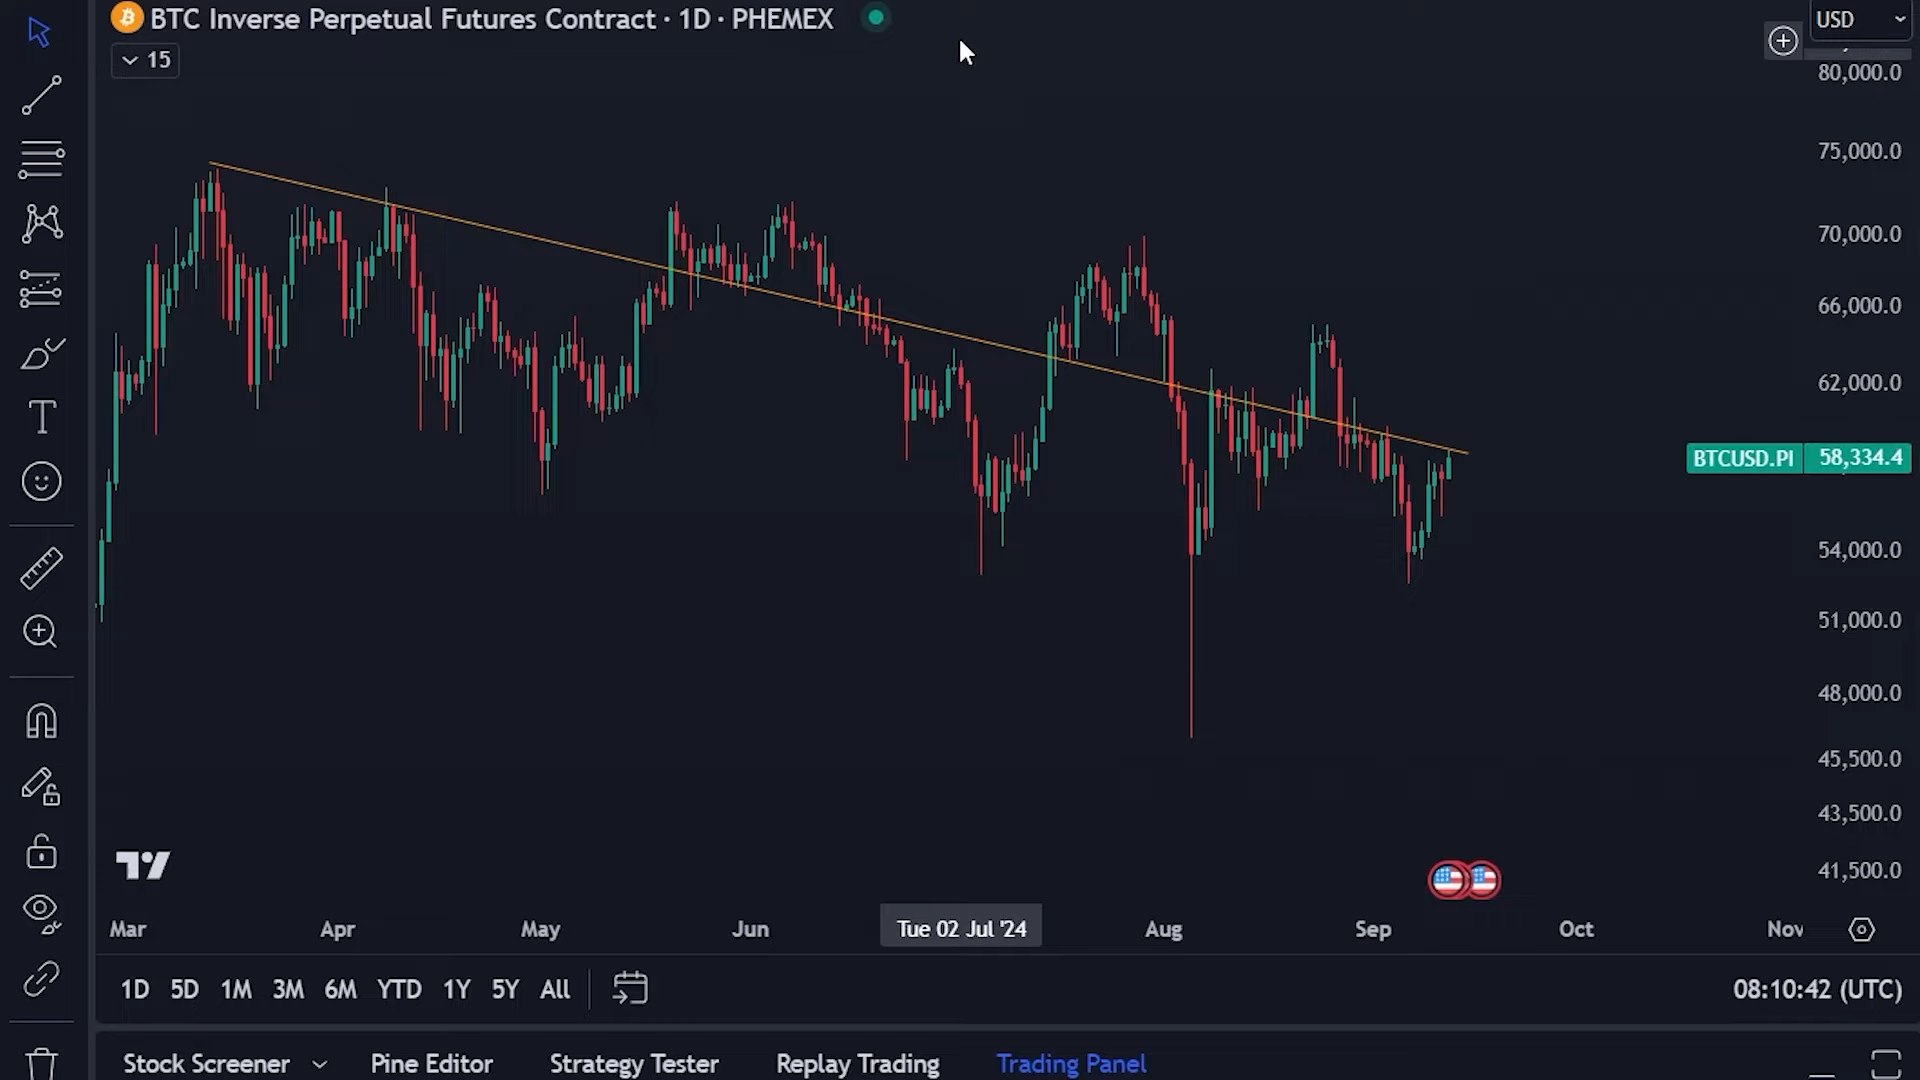 BTC Inverse Perpetual Futures Contract · 1D · PHEMEX
USD
15
80,000.0
75,000.0
70,000.0
66,000.0
62,000.0
BTCUSD.PI 58,334.4
54,000.0
51,000.0
48,000.0
45,500.0
43,500.0
41,500.0
Mar Apr May Jun Tue 02 Jul '24 Aug Sep Oct Nov
1D 5D 1M 3M 6M YTD 1Y 5Y All 08:10:42 (UTC)
Stock Screener Pine Editor Strategy Tester Replay Trading Trading Panel